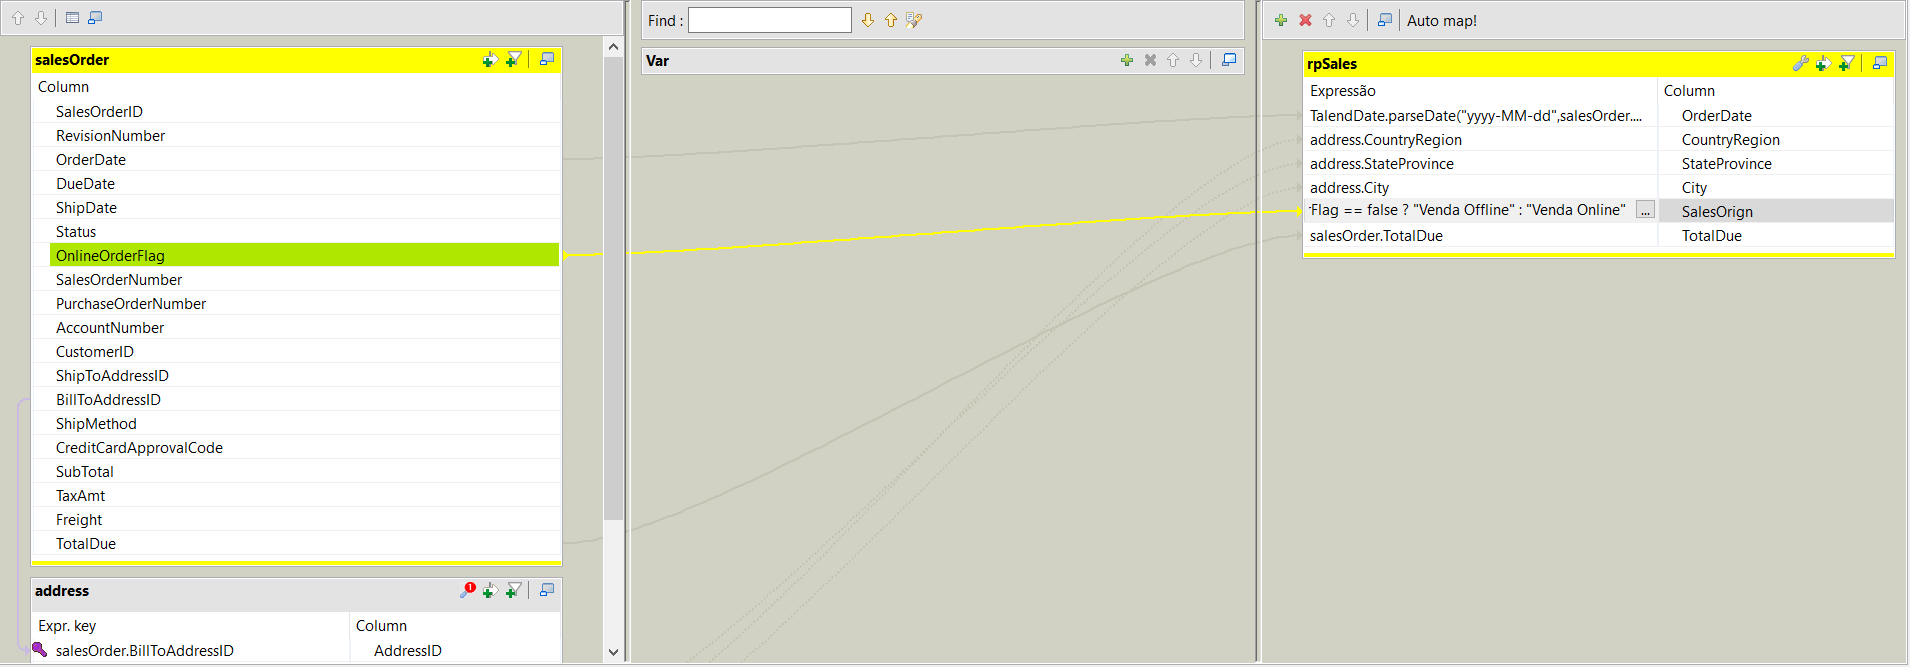 Find :
Auto map!
salesOrder
Column
SalesOrderID
RevisionNumber
OrderDate
DueDate
ShipDate
Status
OnlineOrderFlag
SalesOrderNumber
PurchaseOrderNumber
AccountNumber
CustomerID
ShipToAddressID
BillToAddressID
ShipMethod
CreditCardApprovalCode
SubTotal
TaxAmt
Freight
TotalDue
address
1
Expr. key Column
salesOrder.BillToAddressID AddressID
Var
rpSales
Expressão Column
TalendDate.parseDate("yyyy-MM-dd",salesOrder.... OrderDate
address.CountryRegion CountryRegion
address.StateProvince StateProvince
address.City City
Flag == false ? "Venda Offline" : "Venda Online" ... SalesOrign
salesOrder.TotalDue TotalDue